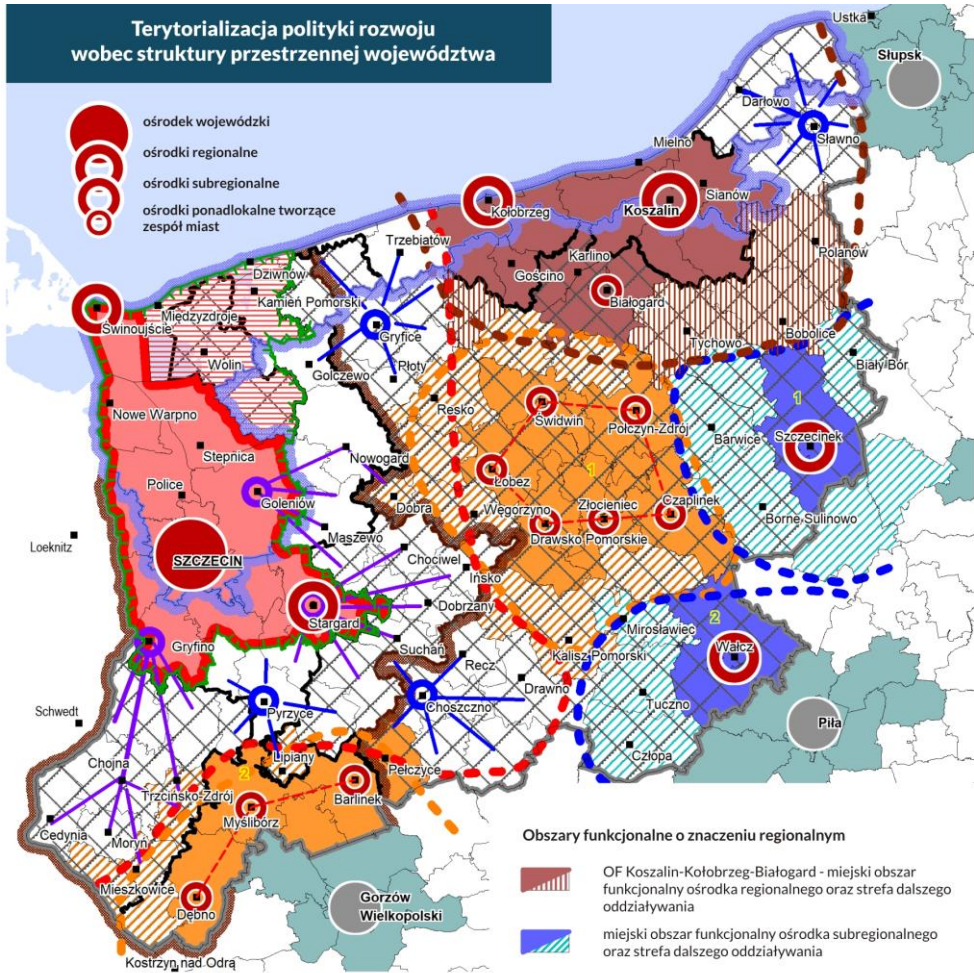 Terytorializacja polityki rozwoju
wobec struktury przestrzennej województwa
ośrodek wojewódzki
ośrodki regionalne
ośrodki subregionalne
ośrodki ponadlokalne tworzące
zespół miast
Ustka
Słupsk
Darłowo
Sławno
Mielno
Sianów
Koszalin
Kołobrzeg
Polanów
Karlino
Gościno
Białogard
Trzebiatów
Dziwnów
Kamień Pomorski
Międzyzdroje
Świnoujście
Gryfice
Tychowo
Bobolice
Biały Bór
Wolin
Golczewo
Płoty
Resko
Świdwin
Połczyn-Zdrój
1
Szczecinek
Barwice
Nowe Warpno
Stepnica
Nowogard
Łobez
1
Police
Goleniów
Dobra
Węgorzyno
Złocieniec
Czaplinek
Borne Sulinowo
Drawsko Pomorskie
Maszewo
Chociwel
Loeknitz
SZCZECIN
Ińsko
Dobrzany
Stargard
Mirosławiec
2
Wałcz
Gryfino
Suchań
Recz
Kalisz Pomorski
Drawno
Tuczno
Choszczno
Pyrzyce
Schwedt
Piła
Człopa
Lipiany
Pełczyce
Chojna
Trzcińsko-Zdrój
2
Barlinek
Myślibórz
Cedynia
Moryń
Mieszkowice
Dębno
Gorzów
Wielkopolski
Kostrzyn nad Odrą
Obszary funkcjonalne o znaczeniu regionalnym
OF Koszalin-Kołobrzeg-Białogard - miejski obszar
funkcjonalny ośrodka regionalnego oraz strefa dalszego
oddziaływania
miejski obszar funkcjonalny ośrodka subregionalnego
oraz strefa dalszego oddziaływania